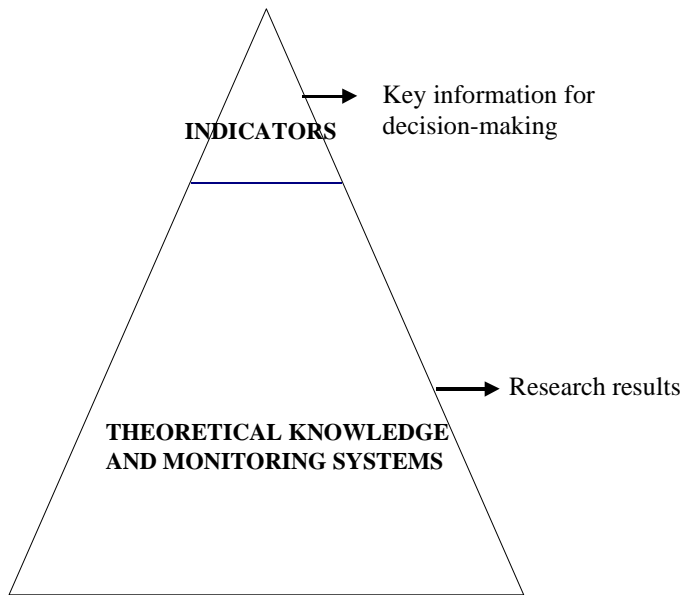 Key information for
decision-making
INDICATORS
Research results
THEORETICAL KNOWLEDGE
AND MONITORING SYSTEMS